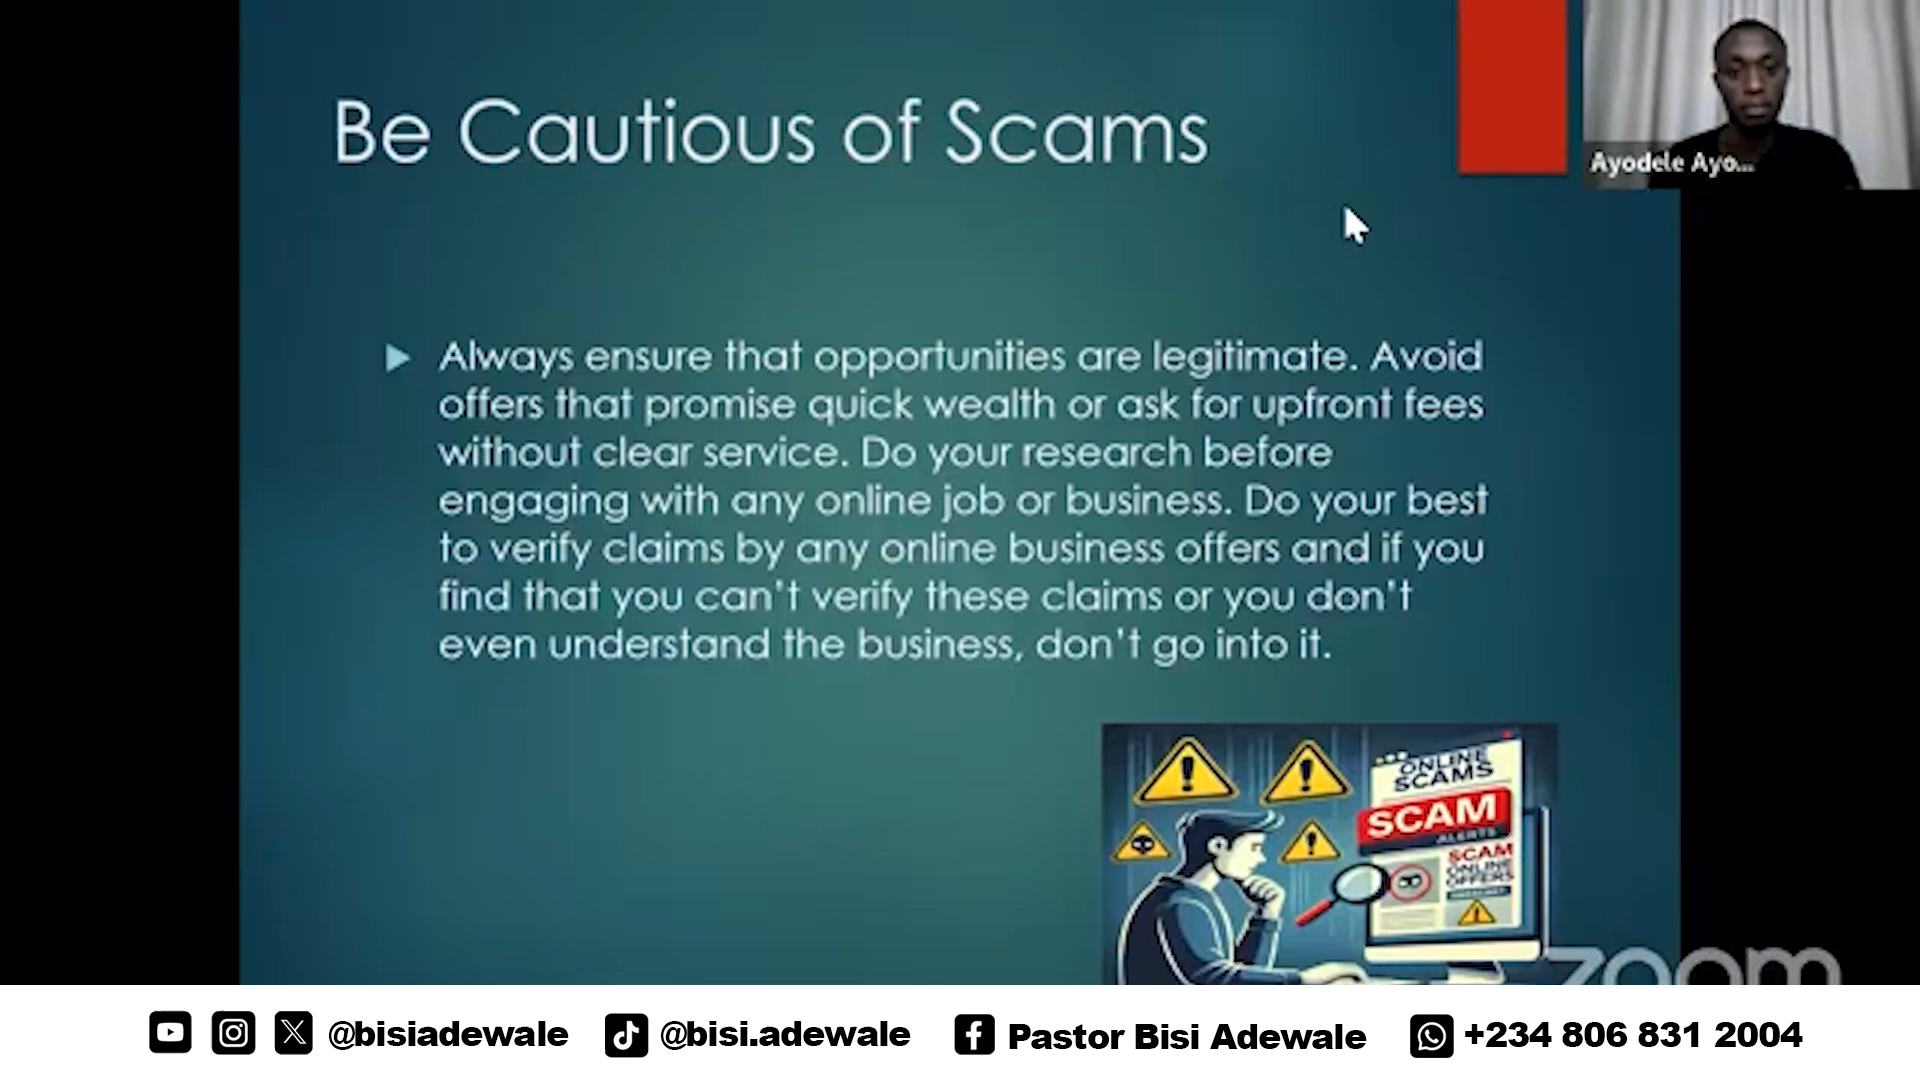 Be Cautious of Scams
Ayodele Ayo...
Always ensure that opportunities are legitimate. Avoid
offers that promise quick wealth or ask for upfront fees
without clear service. Do your research before
engaging with any online job or business. Do your best
to verify claims by any online business offers and if you
find that you can't verify these claims or you don't
even understand the business, don't go into it.
ONLINE
SCAMS
SCAM
ALERTS
SCAM
ONLINE
OFFERS
zoom
@bisiadewale
@bisi.adewale
Pastor Bisi Adewale
+234 806 831 2004